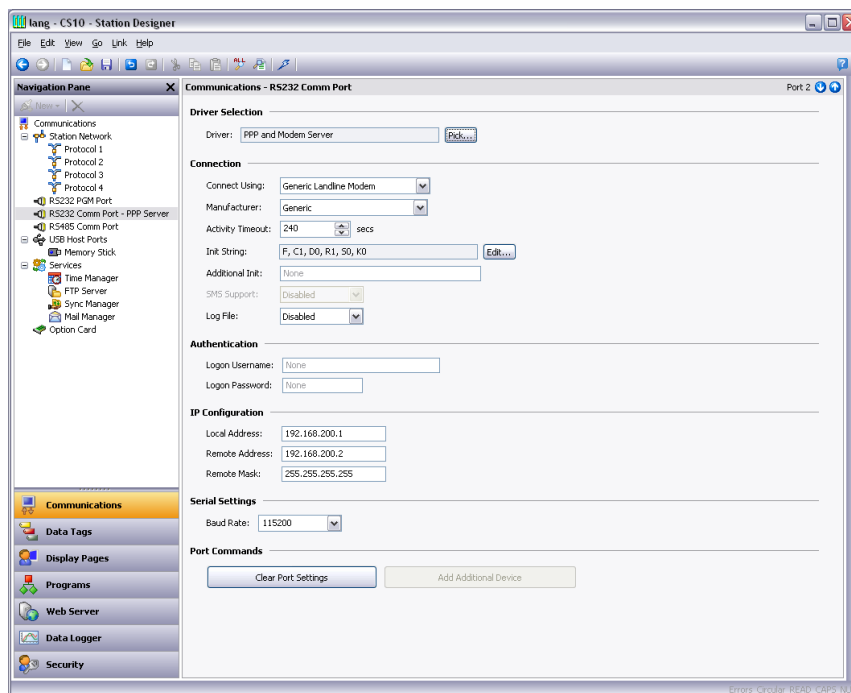 lang - CS10 - Station Designer
File Edit View Go Link Help
ALL
Navigation Pane X
New
Communications
Station Network
Protocol 1
Protocol 2
Protocol 3
Protocol 4
RS232 PGM Port
RS232 Comm Port - PPP Server
RS485 Comm Port
USB Host Ports
Memory Stick
Services
Time Manager
FTP Server
Sync Manager
Mail Manager
Option Card
Communications
Data Tags
Display Pages
Programs
Web Server
Data Logger
Security
Communications - RS232 Comm Port Port 2
Driver Selection
Driver: PPP and Modem Server Pick...
Connection
Connect Using: Generic Landline Modem
Manufacturer: Generic
Activity Timeout: 240 secs
Init String: F, C1, D0, R1, S0, K0 Edit...
Additional Init: None
SMS Support: Disabled
Log File: Disabled
Authentication
Logon Username: None
Logon Password: None
IP Configuration
Local Address: 192.168.200.1
Remote Address: 192.168.200.2
Remote Mask: 255.255.255.255
Serial Settings
Baud Rate: 115200
Port Commands
Clear Port Settings Add Additional Device
Errors Circular READ CAPS